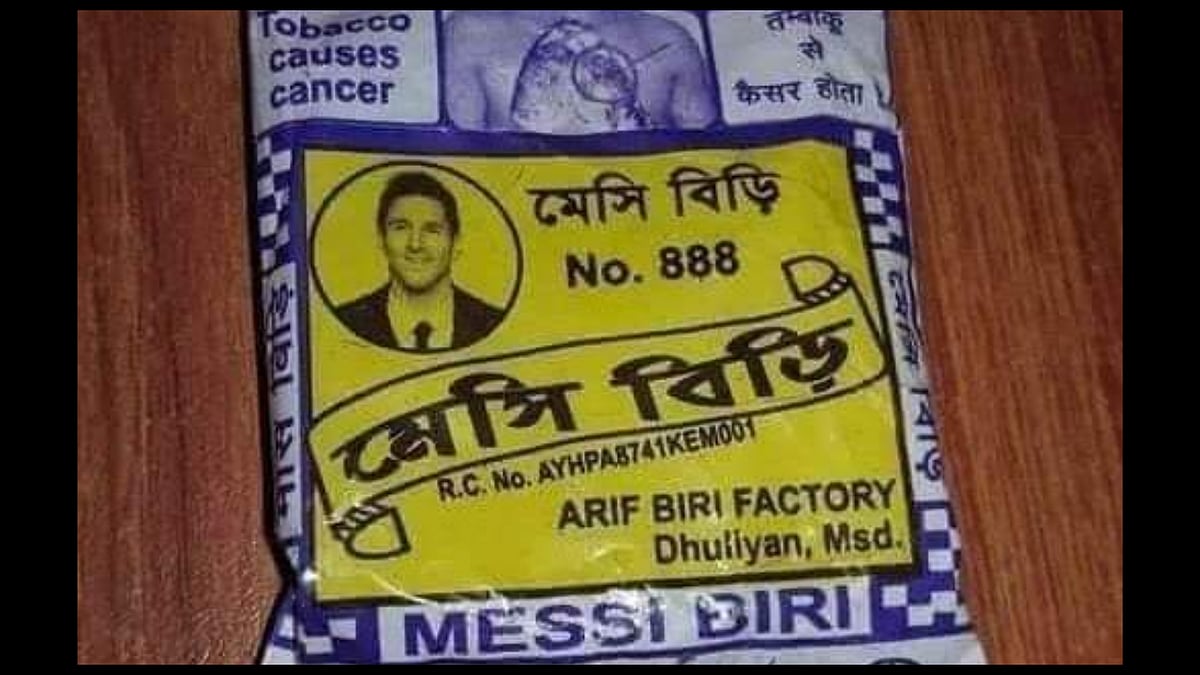 Tobacco
causes
cancer
तम्बाकू
से
कैसर होता
মেসি বিড়ি
No. 888
মেসি বিড়ি
R.C. No. AYHPA8741KEM001
ARIF BIRI FACTORY
Dhuliyan, Msd.
মেসি বিড়ি
MESSI BIRI